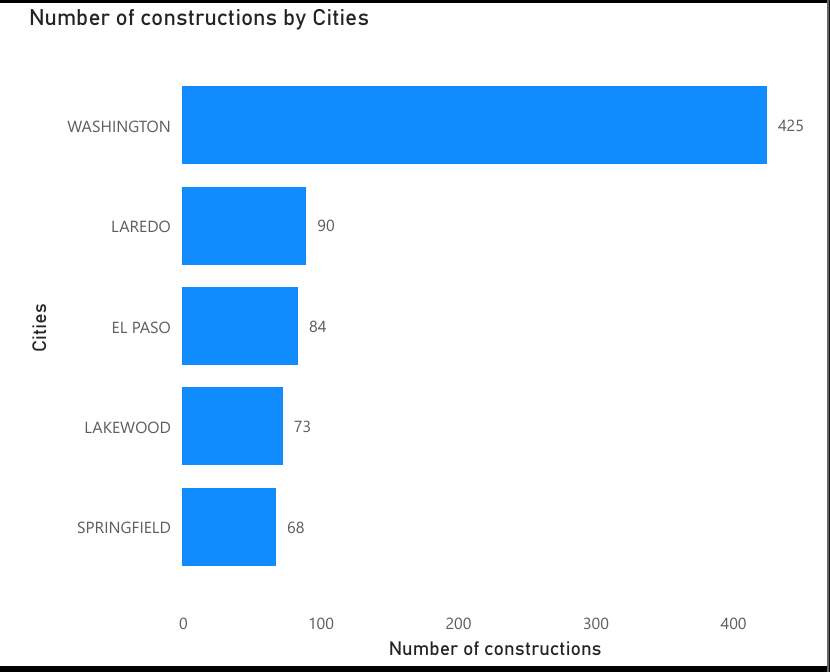 Number of constructions by Cities
WASHINGTON 425
LAREDO 90
EL PASO 84
LAKEWOOD 73
SPRINGFIELD 68
Cities
0 100 200 300 400
Number of constructions